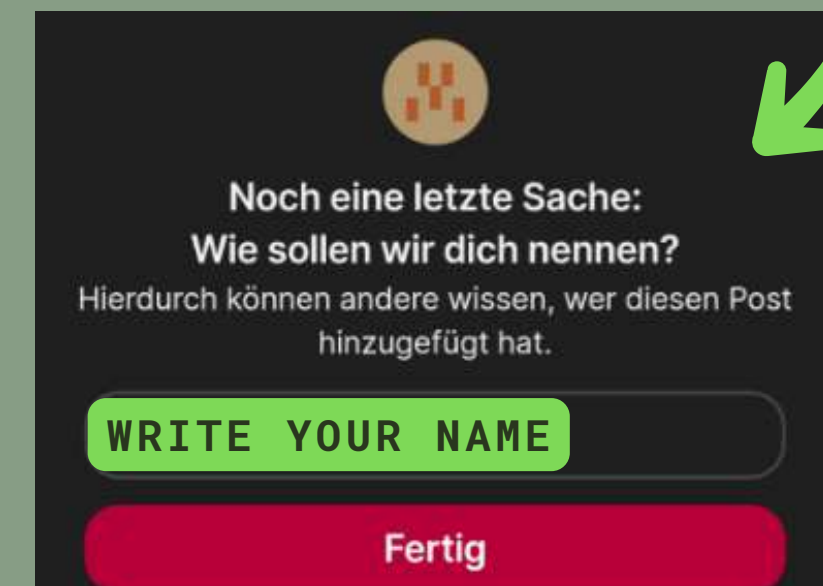 Noch eine letzte Sache:
Wie sollen wir dich nennen?
Hierdurch können andere wissen, wer diesen Post
hinzugefügt hat.
WRITE YOUR NAME
Fertig